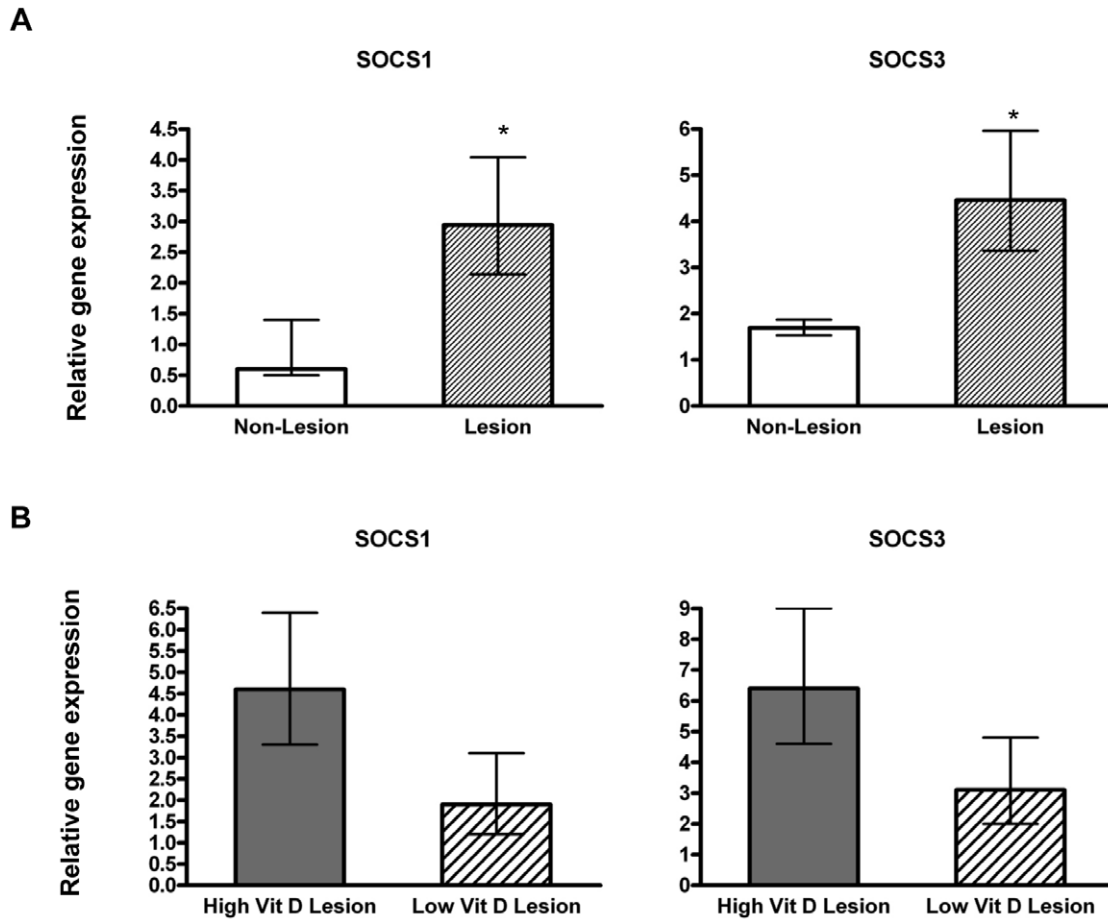 A
SOCS1
SOCS3
Relative gene expression
4.5
4.0
3.5
3.0
2.5
2.0
1.5
1.0
0.5
0.0
*
Non-Lesion
Lesion
6
5
4
3
2
1
0
*
Non-Lesion
Lesion
B
SOCS1
SOCS3
Relative gene expression
6.5
6.0
5.5
5.0
4.5
4.0
3.5
3.0
2.5
2.0
1.5
1.0
0.5
0.0
High Vit D Lesion
Low Vit D Lesion
9
8
7
6
5
4
3
2
1
0
High Vit D Lesion
Low Vit D Lesion